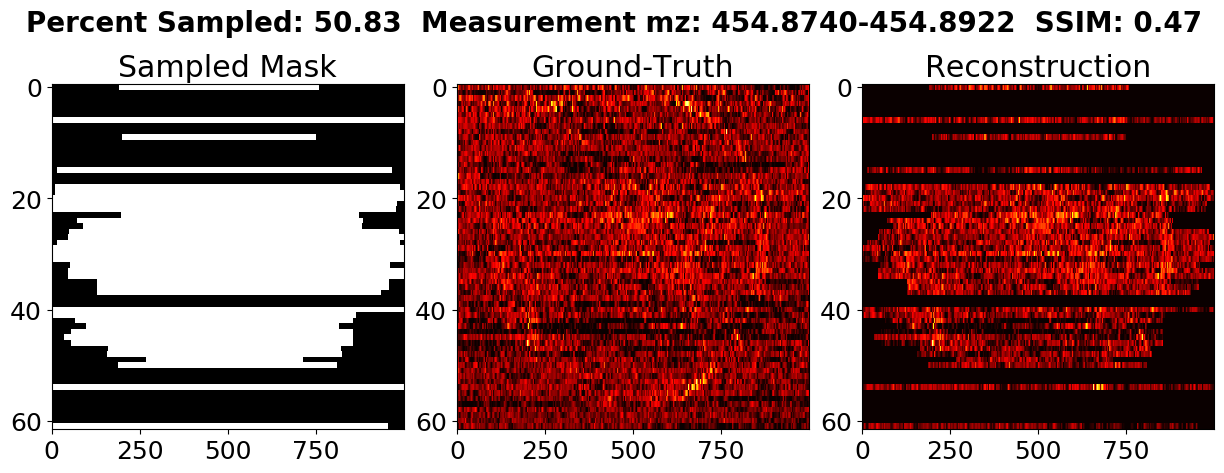 Percent Sampled: 50.83  Measurement mz: 454.8740-454.8922  SSIM: 0.47
Sampled Mask Ground-Truth Reconstruction
0 0 0
20 20 20
40 40 40
60 60 60
0 250 500 750 0 250 500 750 0 250 500 750